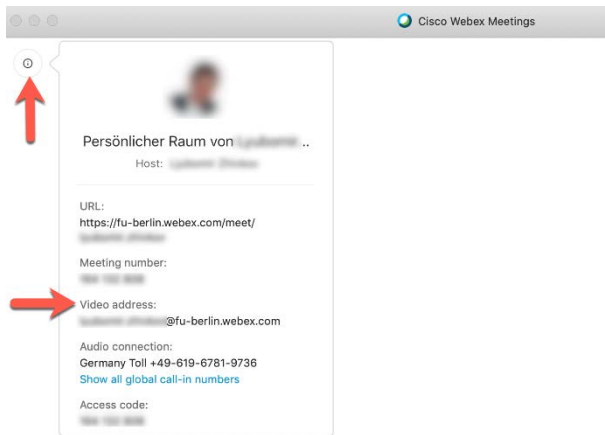 Cisco Webex Meetings
Persönlicher Raum von ..
Host:
URL:
https://fu-berlin.webex.com/meet/
Meeting number:
Video address:
@fu-berlin.webex.com
Audio connection:
Germany Toll +49-619-6781-9736
Show all global call-in numbers
Access code: